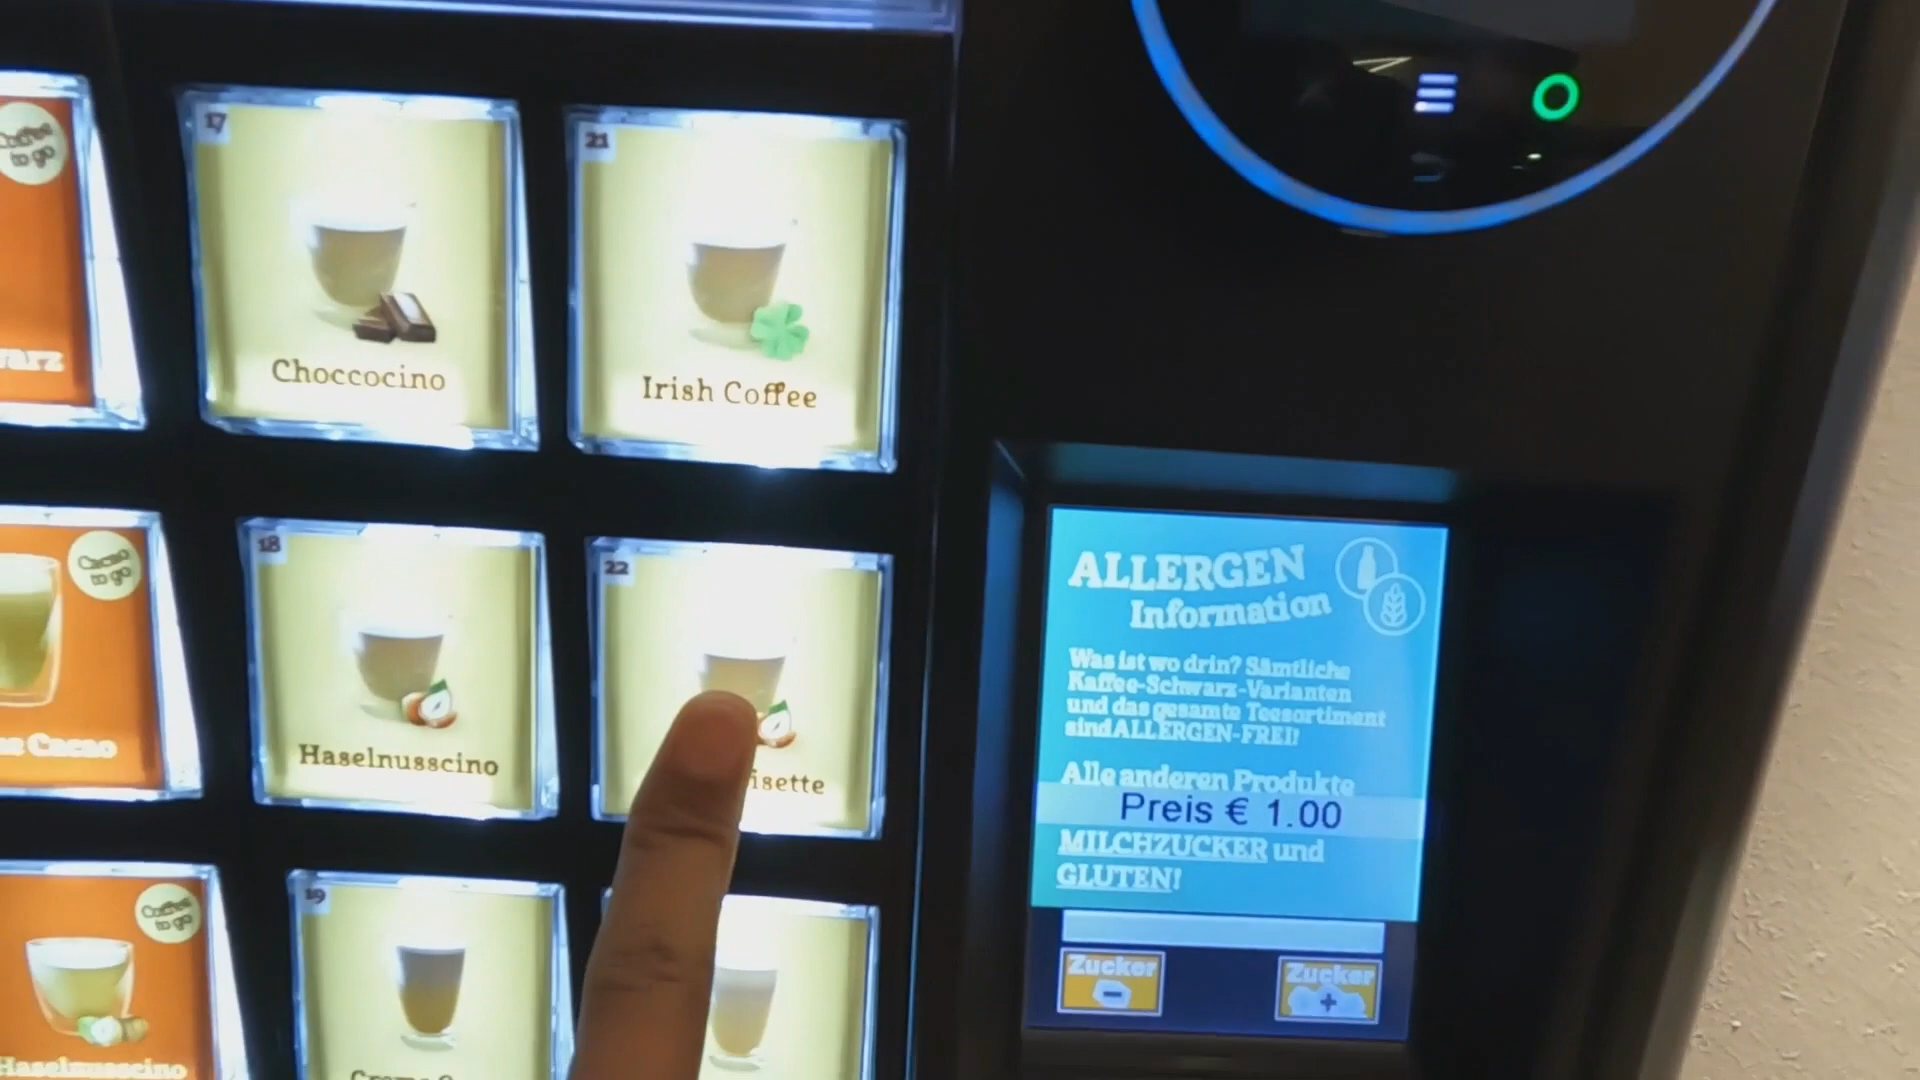 Coffee
to go
17
Choccocino
21
Irish Coffee
Cacao
to go
Cacao
18
Haselnusscino
22
isette
Coffee
to go
Haselnusscino
19
ALLERGEN
Information
Was ist wo drin? Sämtliche
Kaffee-Schwarz-Varianten
und das gesamte Teesortiment
sind ALLERGEN-FREI!
Alle anderen Produkte
Preis € 1.00
MILCHZUCKER und
GLUTEN!
Zucker
-
Zucker
+